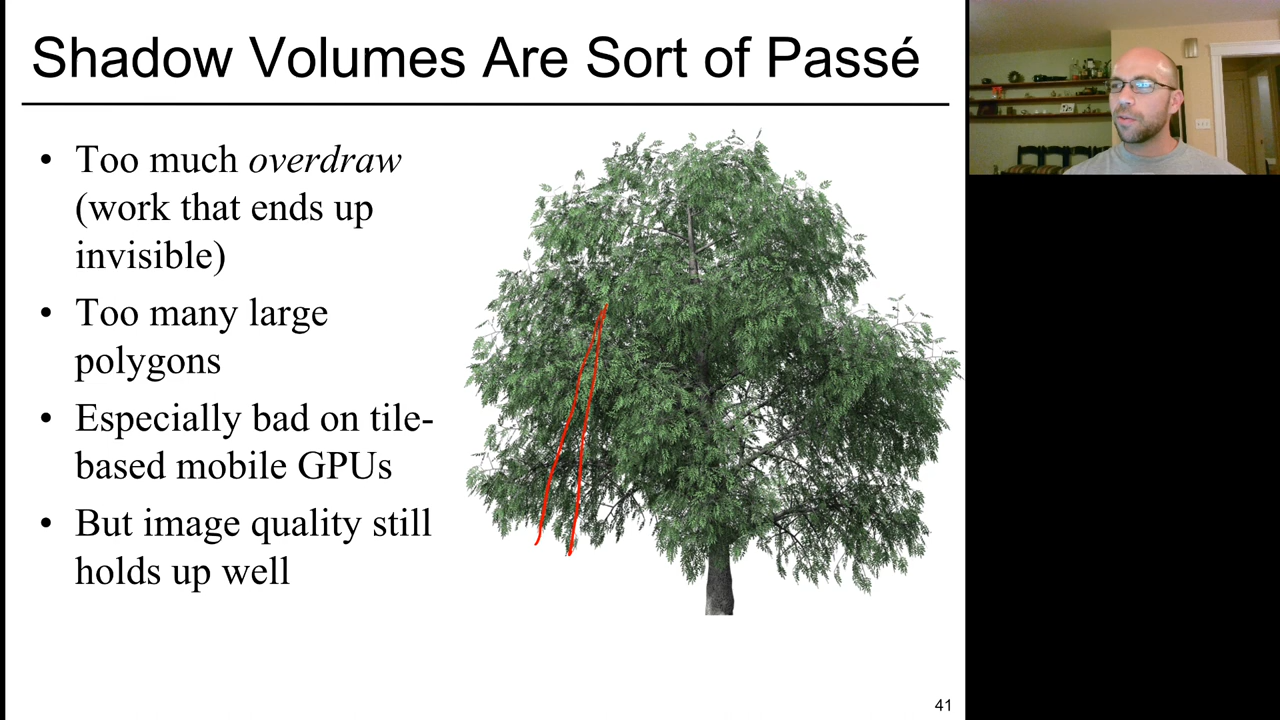 Shadow Volumes Are Sort of Passé
• Too much overdraw
(work that ends up
invisible)
• Too many large
polygons
• Especially bad on tile-
based mobile GPUs
• But image quality still
holds up well
41